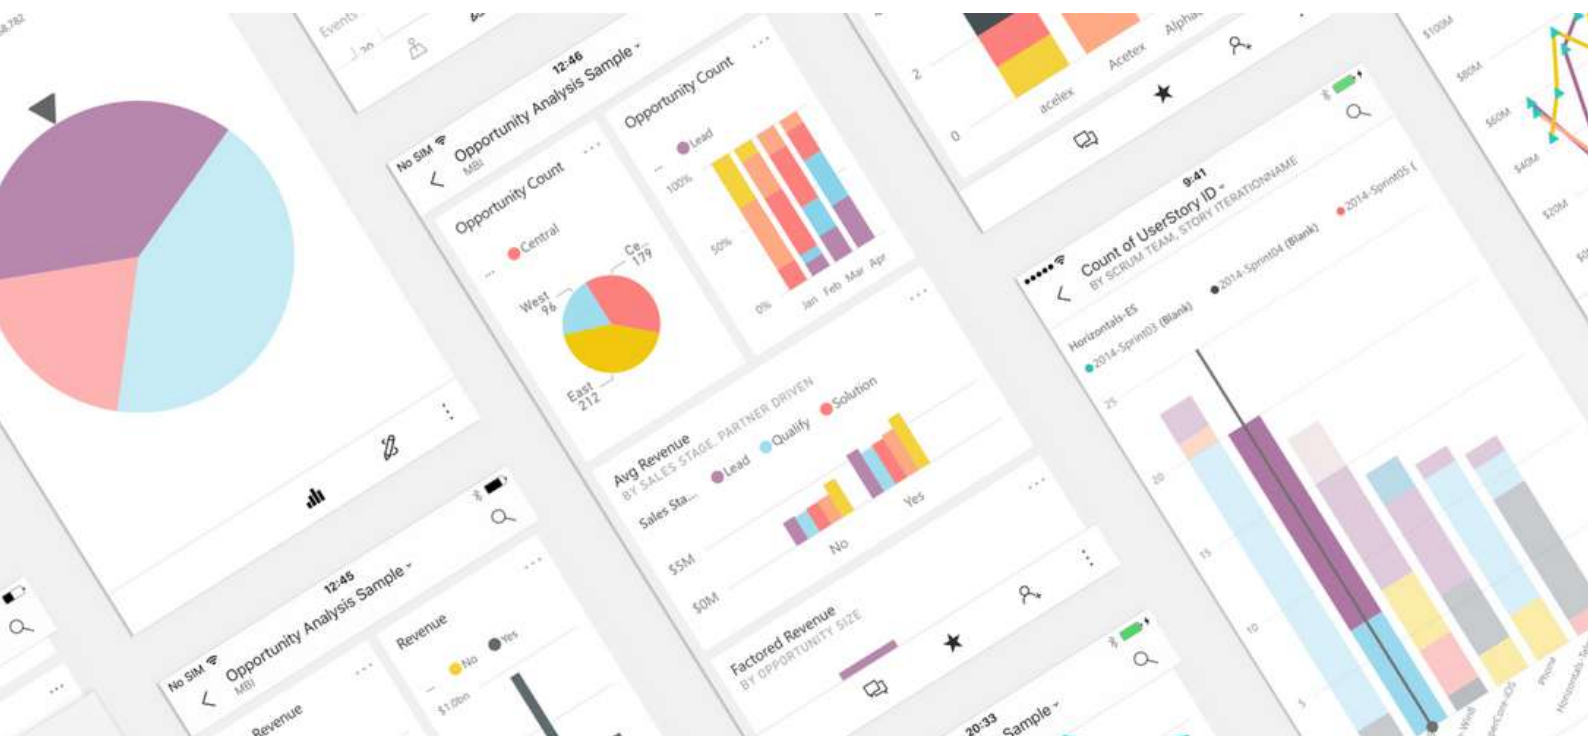 Events
12:46
No SIM
Opportunity Analysis Sample
MBI
Opportunity Count
...
Central
Ce...
179
West
96
East
212
Opportunity Count
...
Lead
100%
50%
0%
Jan Feb Mar Apr
Avg Revenue
BY SALES STAGE, PARTNER DRIVEN
Sales Sta...
Lead
Qualify
Solution
$5M
$0M
No
Yes
Factored Revenue
BY OPPORTUNITY SIZE
12:45
No SIM
Opportunity Analysis Sample
MBI
Revenue
Revenue
...
No
Yes
$1.0bn
2
0
acelex
Acetex
9:41
Count of UserStory ID
BY SCRUM TEAM, STORY ITERATIONNAME
Horizontals-ES
2014-Sprint03 (Blank)
2014-Sprint04 (Blank)
2014-Sprint05 (
25
20
15
10
5
iPhone
20:33
Sample
$100M
$80M
$60M
$40M
$20M